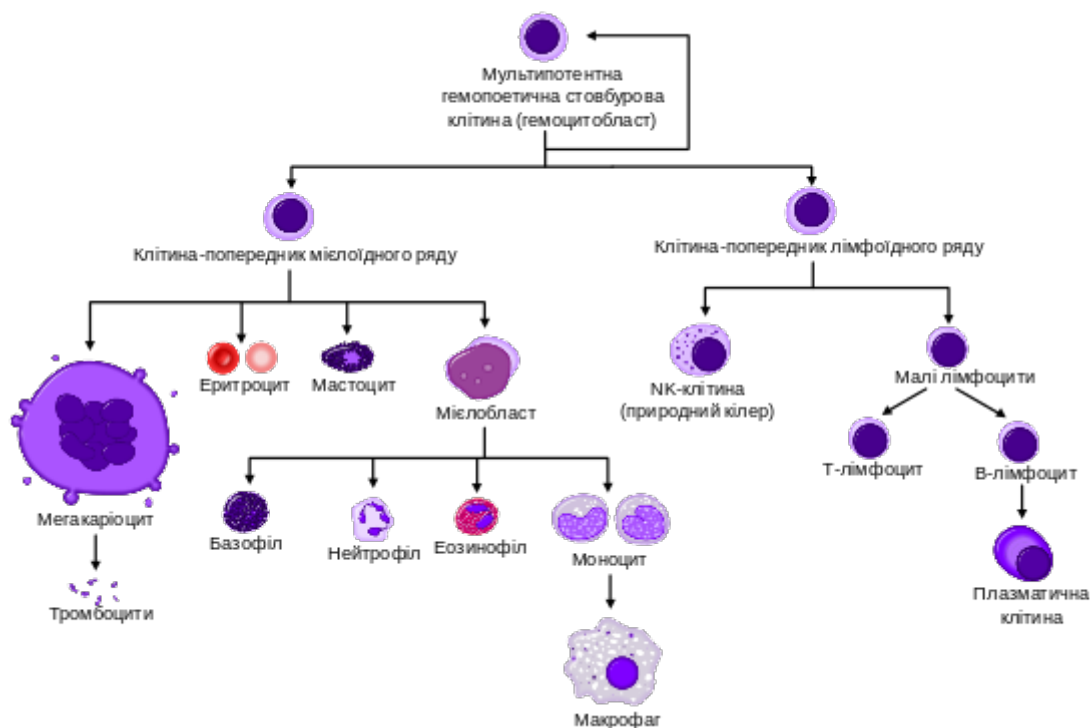 Мультипотентна
гемопоетична стовбурова
клітина (гемоцитобласт)
Клітина-попередник мієлоїдного ряду
Клітина-попередник лімфоїдного ряду
Еритроцит
Мастоцит
Мієлобласт
NK-клітина
(природний кілер)
Малі лімфоцити
Т-лімфоцит
В-лімфоцит
Мегакаріоцит
Базофіл
Нейтрофіл
Еозинофіл
Моноцит
Тромбоцити
Плазматична
клітина
Макрофаг